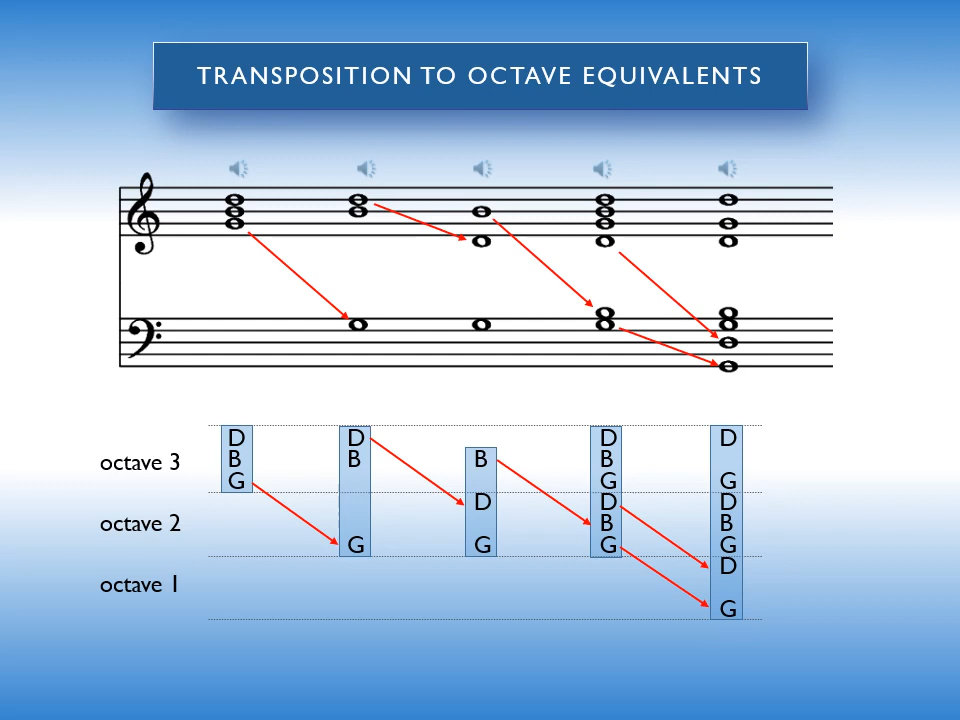 TRANSPOSITION TO OCTAVE EQUIVALENTS
D D D D
octave 3 B B B B
G G G
D D D
octave 2 B B
G G G G
D
octave 1
G